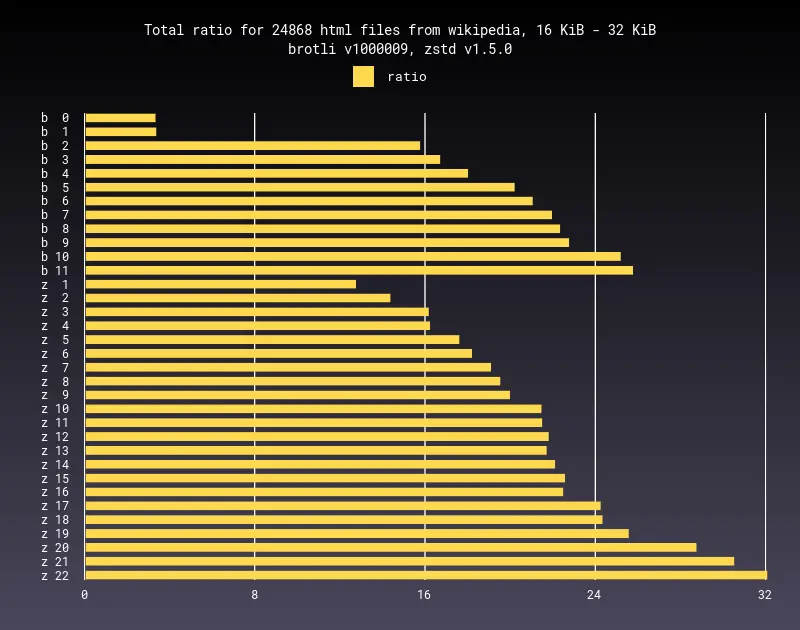 Total ratio for 24868 html files from wikipedia, 16 KiB - 32 KiB
brotli v1000009, zstd v1.5.0
ratio
b 0
b 1
b 2
b 3
b 4
b 5
b 6
b 7
b 8
b 9
b 10
b 11
z 1
z 2
z 3
z 4
z 5
z 6
z 7
z 8
z 9
z 10
z 11
z 12
z 13
z 14
z 15
z 16
z 17
z 18
z 19
z 20
z 21
z 22
0 8 16 24 32